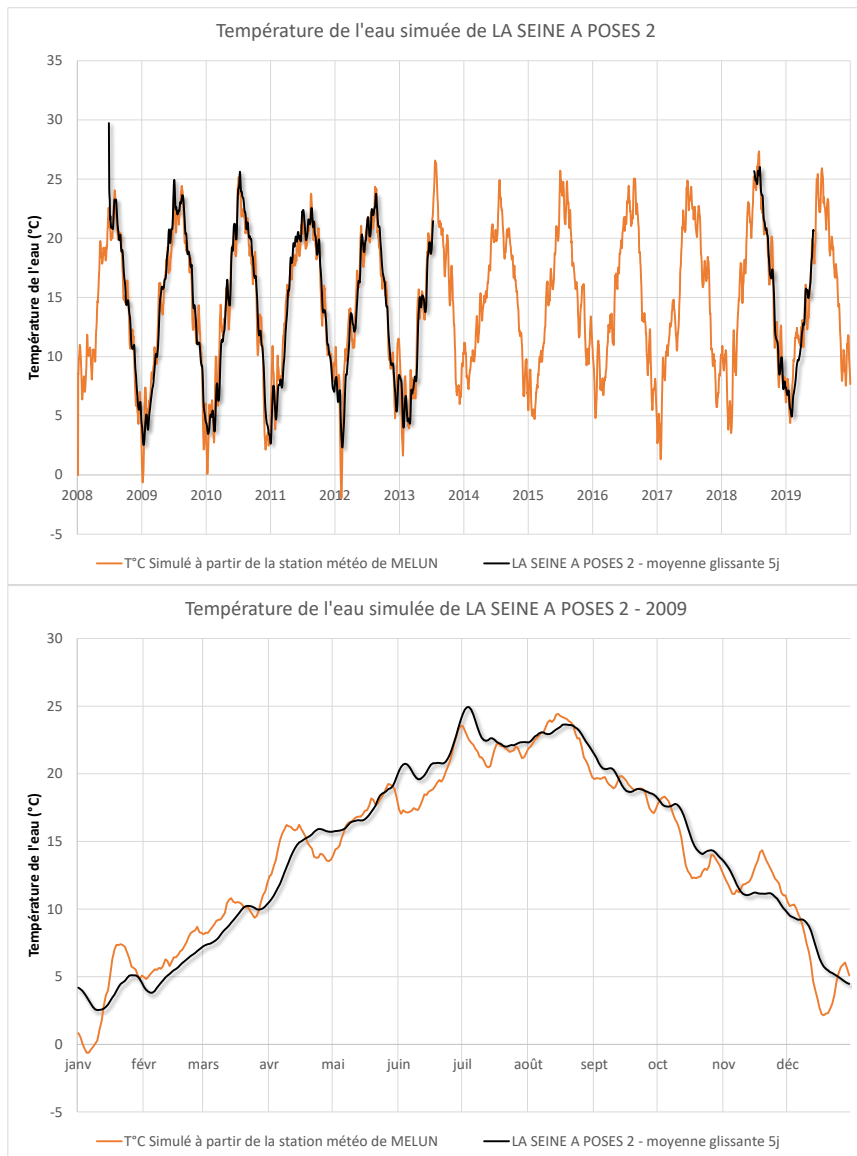 Température de l'eau simuée de LA SEINE A POSES 2
Température de l'eau (°C)
35
30
25
20
15
10
5
0
-5
2008 2009 2010 2011 2012 2013 2014 2015 2016 2017 2018 2019
T°C Simulé à partir de la station météo de MELUN LA SEINE A POSES 2 - moyenne glissante 5j
Température de l'eau simulée de LA SEINE A POSES 2 - 2009
Température de l'eau (°C)
30
25
20
15
10
5
0
-5
janv févr mars avr mai juin juil août sept oct nov déc
T°C Simulé à partir de la station météo de MELUN LA SEINE A POSES 2 - moyenne glissante 5j